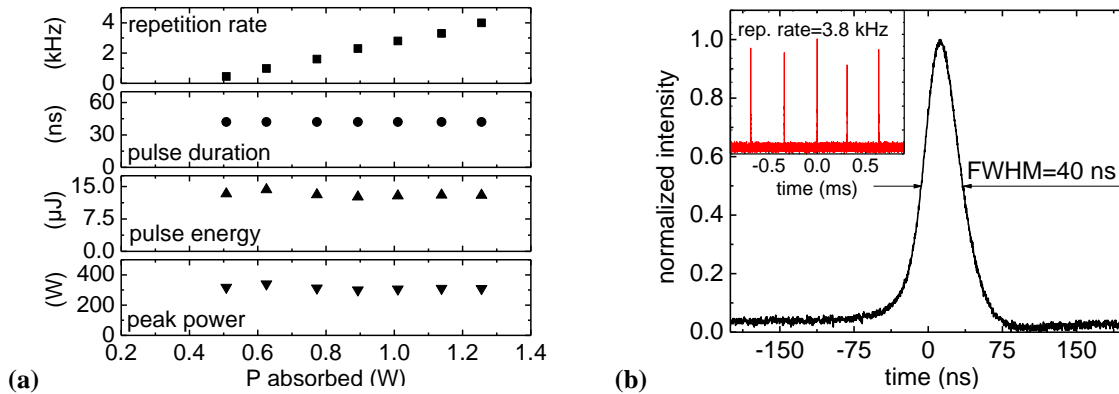 repetition rate
4
2
0
(kHz)
60
30
0
(ns)
pulse duration
15.0
7.5
0.0
(µJ)
pulse energy
400
300
0
(W)
peak power
0.2 0.4 0.6 0.8 1.0 1.2 1.4
P absorbed (W)
(a)
rep. rate=3.8 kHz
-0.5 0.0 0.5
time (ms)
FWHM=40 ns
1.0
0.8
0.6
0.4
0.2
0.0
normalized intensity
-150 -75 0 75 150
time (ns)
(b)